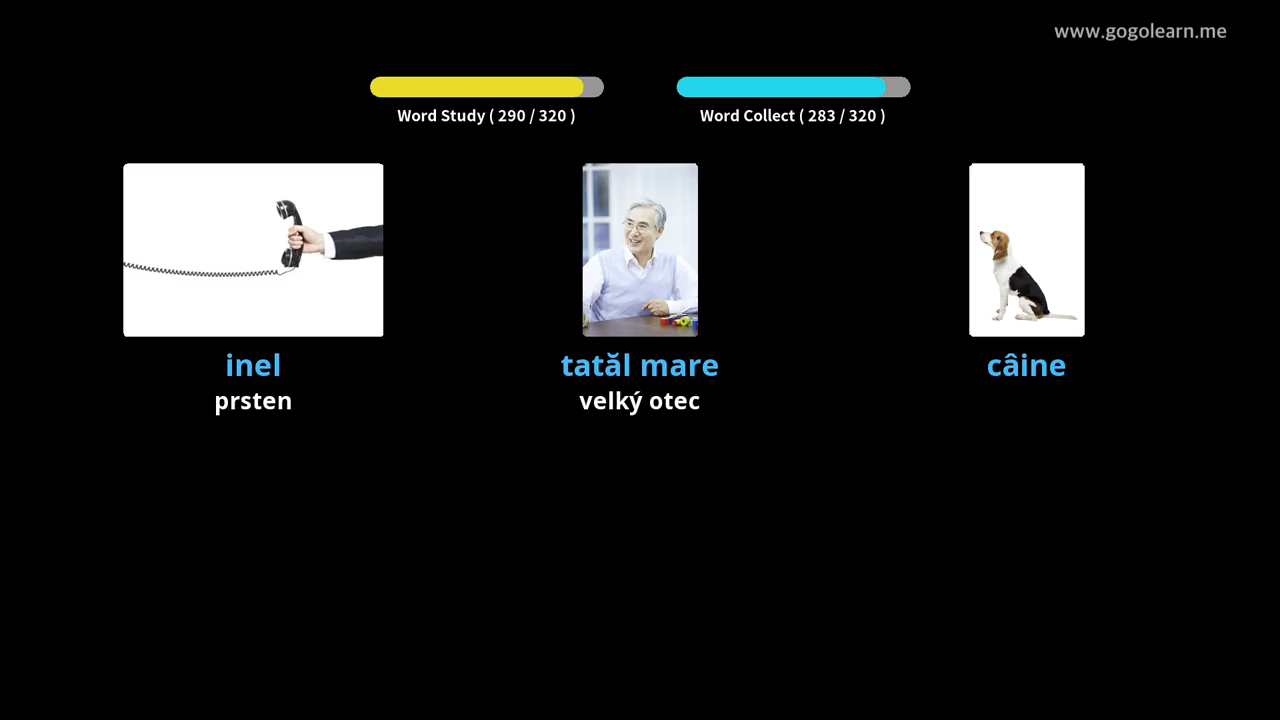 www.gogolearn.me
Word Study ( 290 / 320 )
Word Collect ( 283 / 320 )
inel
prsten
tatăl mare
velký otec
câine